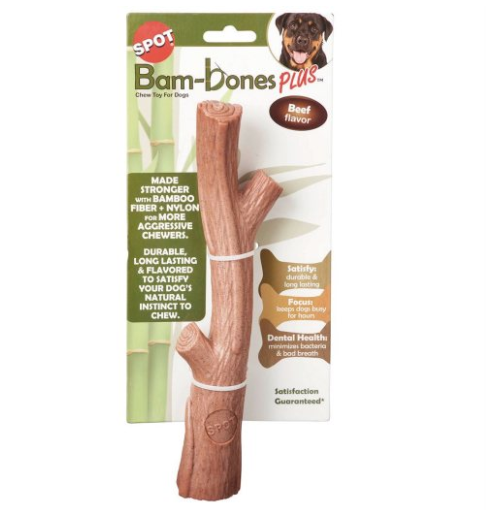 SPOT
Bam-bones PLUS™
Chew Toy For Dogs
Beef
flavor
MADE
STRONGER
WITH BAMBOO
FIBER + NYLON
FOR MORE
AGGRESSIVE
CHEWERS.
DURABLE,
LONG LASTING
& FLAVORED
TO SATISFY
YOUR DOG'S
NATURAL
INSTINCT TO
CHEW.
Satisfy:
durable &
long lasting
Focus:
keeps dogs busy
for hours
Dental Health:
minimizes bacteria
& bad breath
Satisfaction
Guaranteed*
SPOT